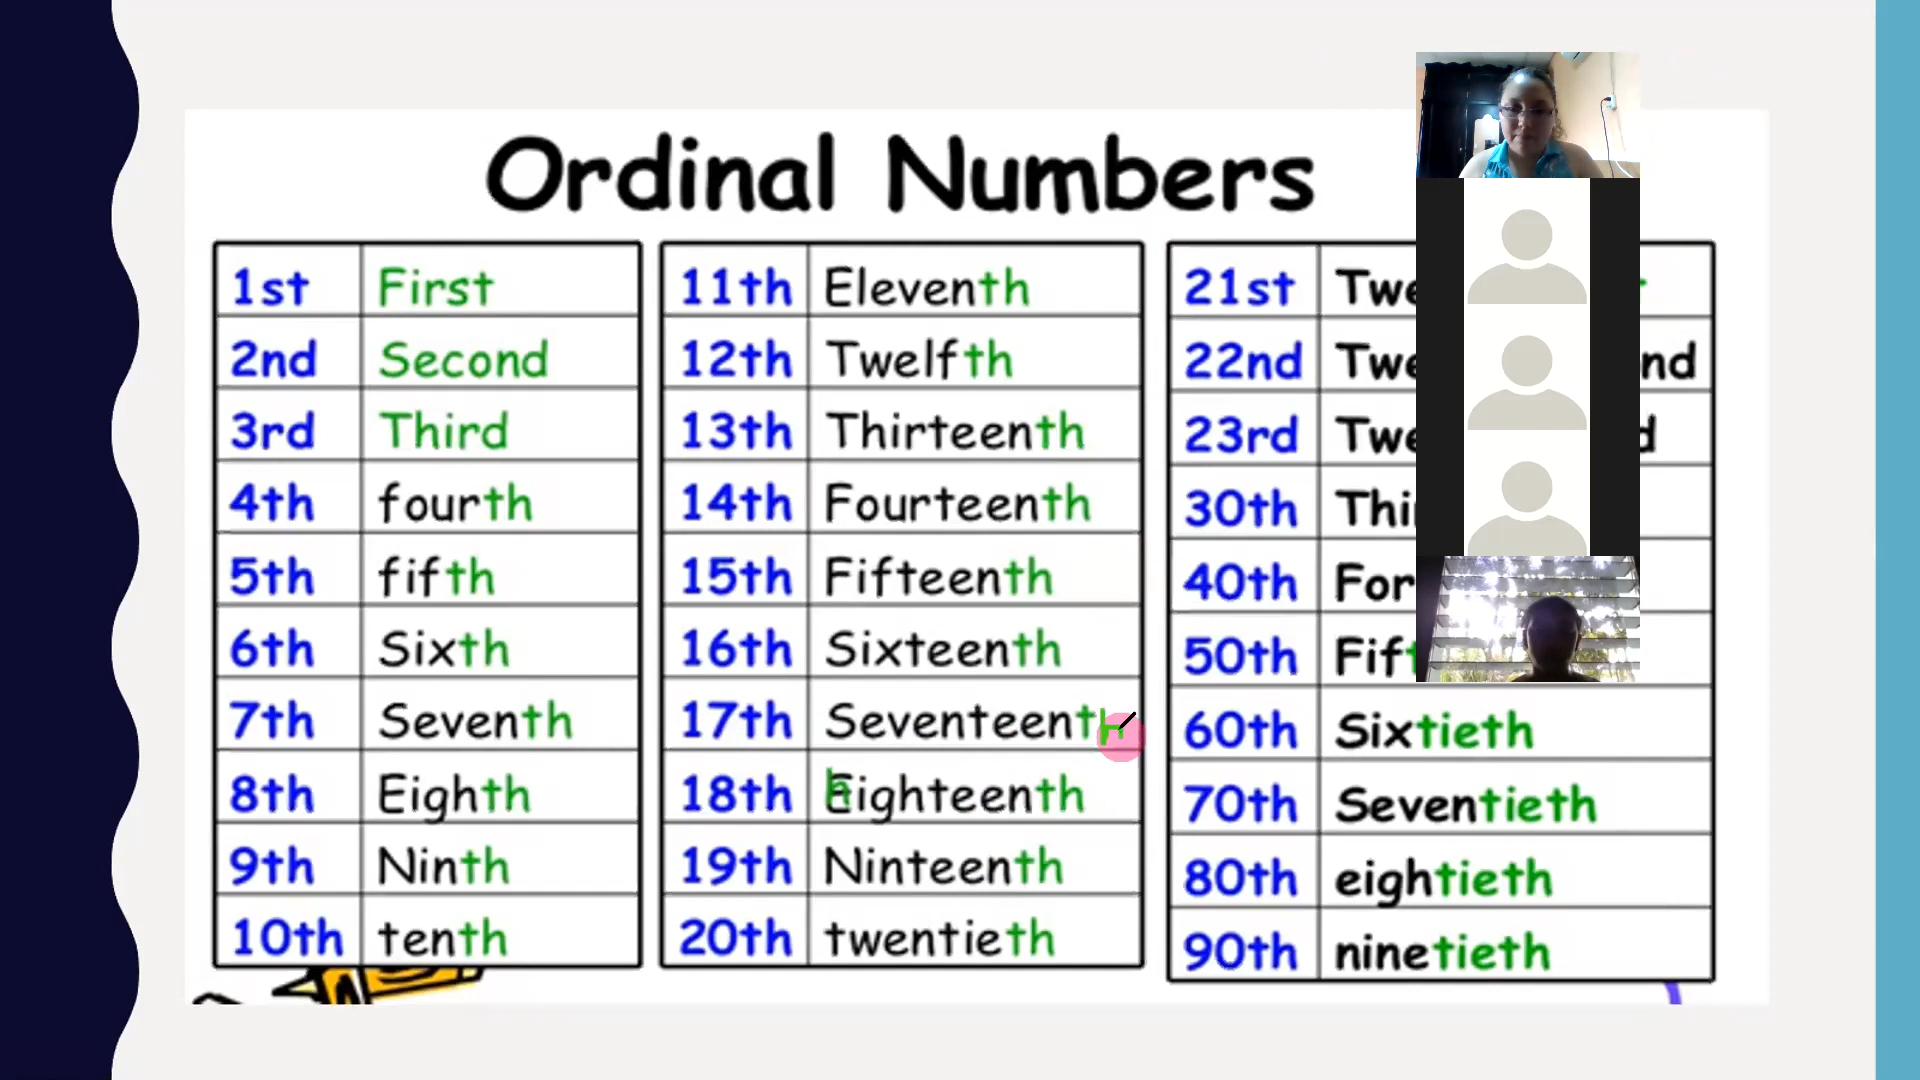 Ordinal Numbers
1st First
2nd Second
3rd Third
4th fourth
5th fifth
6th Sixth
7th Seventh
8th Eighth
9th Ninth
10th tenth
11th Eleventh
12th Twelfth
13th Thirteenth
14th Fourteenth
15th Fifteenth
16th Sixteenth
17th Seventeenth
h
18th Eighteenth
19th Ninteenth
20th twentieth
21st
22nd
23rd
30th
40th
50th
60th Sixtieth
70th Seventieth
80th eightieth
90th ninetieth